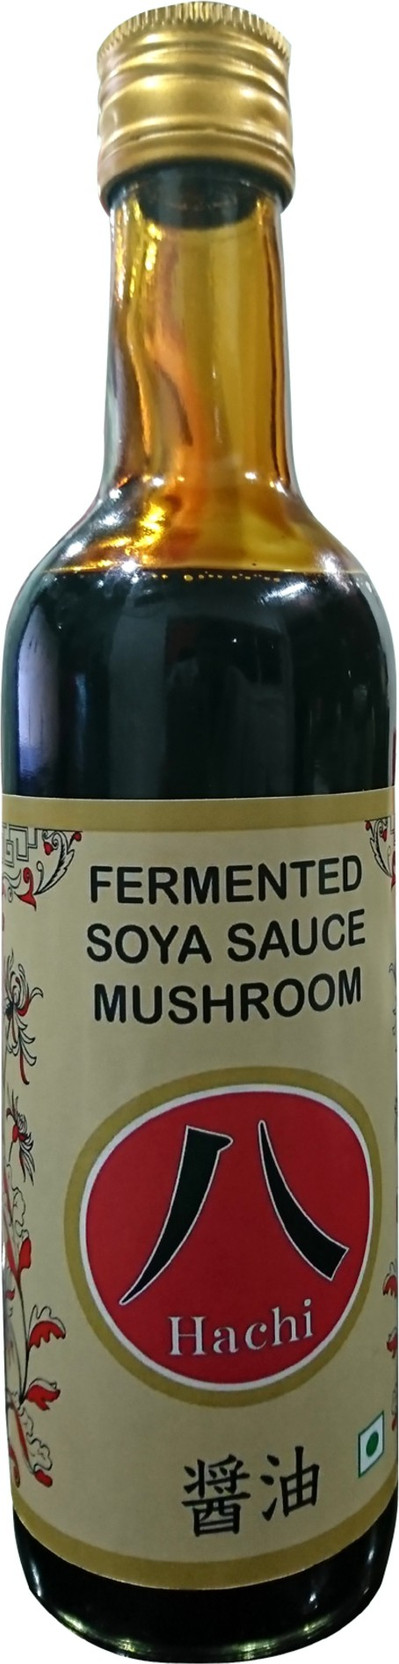 FERMENTED
SOYA SAUCE
MUSHROOM
八
Hachi
醤油